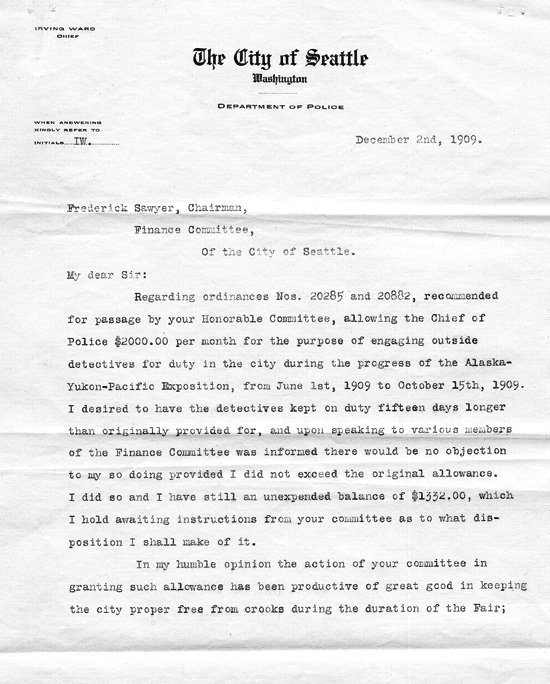 IRVING WARD
CHIEF
The City of Seattle
Washington
DEPARTMENT OF POLICE
WHEN ANSWERING
KINDLY REFER TO
INITIALS IW.
December 2nd, 1909.
Frederick Sawyer, Chairman,
Finance Committee,
Of the City of Seattle.
My dear Sir:
Regarding ordinances Nos. 20285 and 20882, recommended
for passage by your Honorable Committee, allowing the Chief of
Police $2000.00 per month for the purpose of engaging outside
detectives for duty in the city during the progress of the Alaska-
Yukon-Pacific Exposition, from June 1st, 1909 to October 15th, 1909.
I desired to have the detectives kept on duty fifteen days longer
than originally provided for, and upon speaking to various members
of the Finance Committee was informed there would be no objection
to my so doing provided I did not exceed the original allowance.
I did so and I have still an unexpended balance of $1332.00, which
I hold awaiting instructions from your committee as to what dis-
position I shall make of it.
In my humble opinion the action of your committee in
granting such allowance has been productive of great good in keeping
the city proper free from crooks during the duration of the Fair;